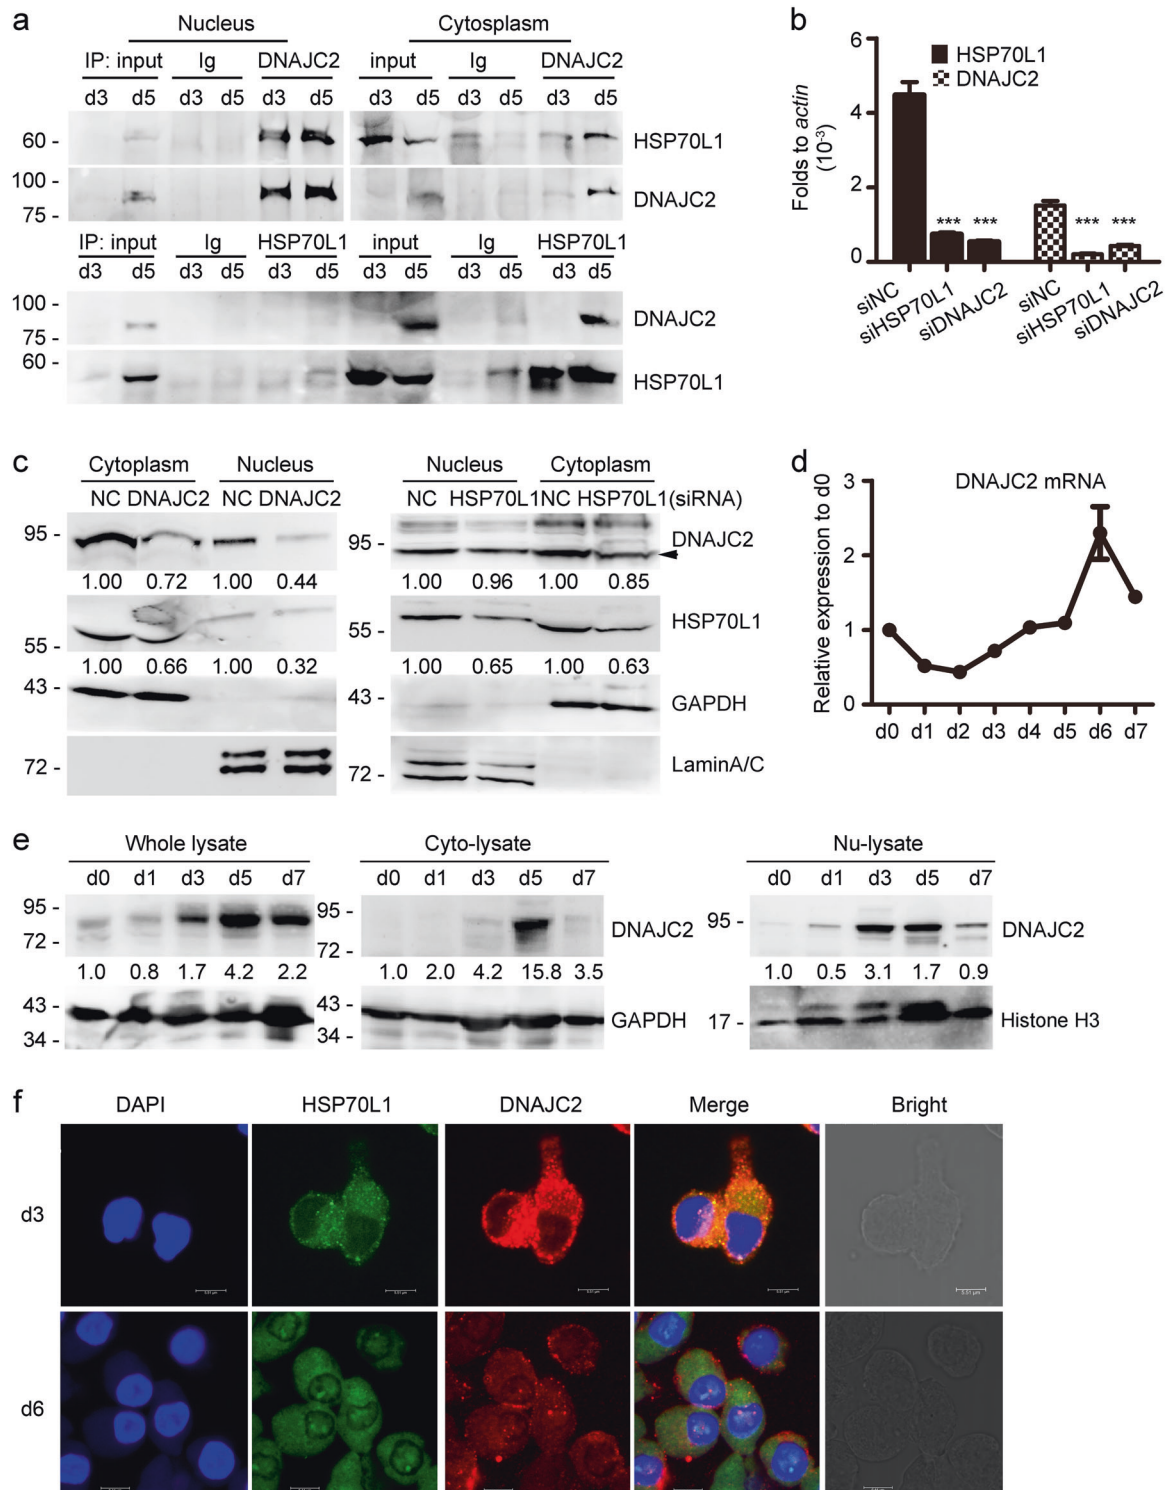 a
Nucleus Cytoplasm
IP: input Ig DNAJC2 input Ig DNAJC2
d3 d5 d3 d5 d3 d5 d3 d5 d3 d5 d3 d5
60 - HSP70L1
100 -
75 - DNAJC2
IP: input Ig HSP70L1 input Ig HSP70L1
d3 d5 d3 d5 d3 d5 d3 d5 d3 d5 d3 d5
100 -
75 - DNAJC2
60 - HSP70L1
b
Folds to actin
(10-3)
6
4
2
0
HSP70L1
DNAJC2
*** *** *** ***
siNC siHSP70L1 siDNAJC2 siNC siHSP70L1 siDNAJC2
c
Cytoplasm Nucleus Nucleus Cytoplasm
NC DNAJC2 NC DNAJC2 NC HSP70L1 NC HSP70L1 (siRNA)
95 - 95 - DNAJC2
1.00 0.72 1.00 0.44 1.00 0.96 1.00 0.85
55 - 55 - HSP70L1
1.00 0.66 1.00 0.32 1.00 0.65 1.00 0.63
43 - 43 - GAPDH
72 - 72 - LaminA/C
d
DNAJC2 mRNA
Relative expression to d0
3
2
1
0
d0 d1 d2 d3 d4 d5 d6 d7
e
Whole lysate Cyto-lysate Nu-lysate
d0 d1 d3 d5 d7 d0 d1 d3 d5 d7 d0 d1 d3 d5 d7
95 - 95 - DNAJC2 95 - DNAJC2
72 - 72 -
1.0 0.8 1.7 4.2 2.2 1.0 2.0 4.2 15.8 3.5 1.0 0.5 3.1 1.7 0.9
43 - 43 - GAPDH 17 - Histone H3
34 - 34 -
f
DAPI HSP70L1 DNAJC2 Merge Bright
d3
d6